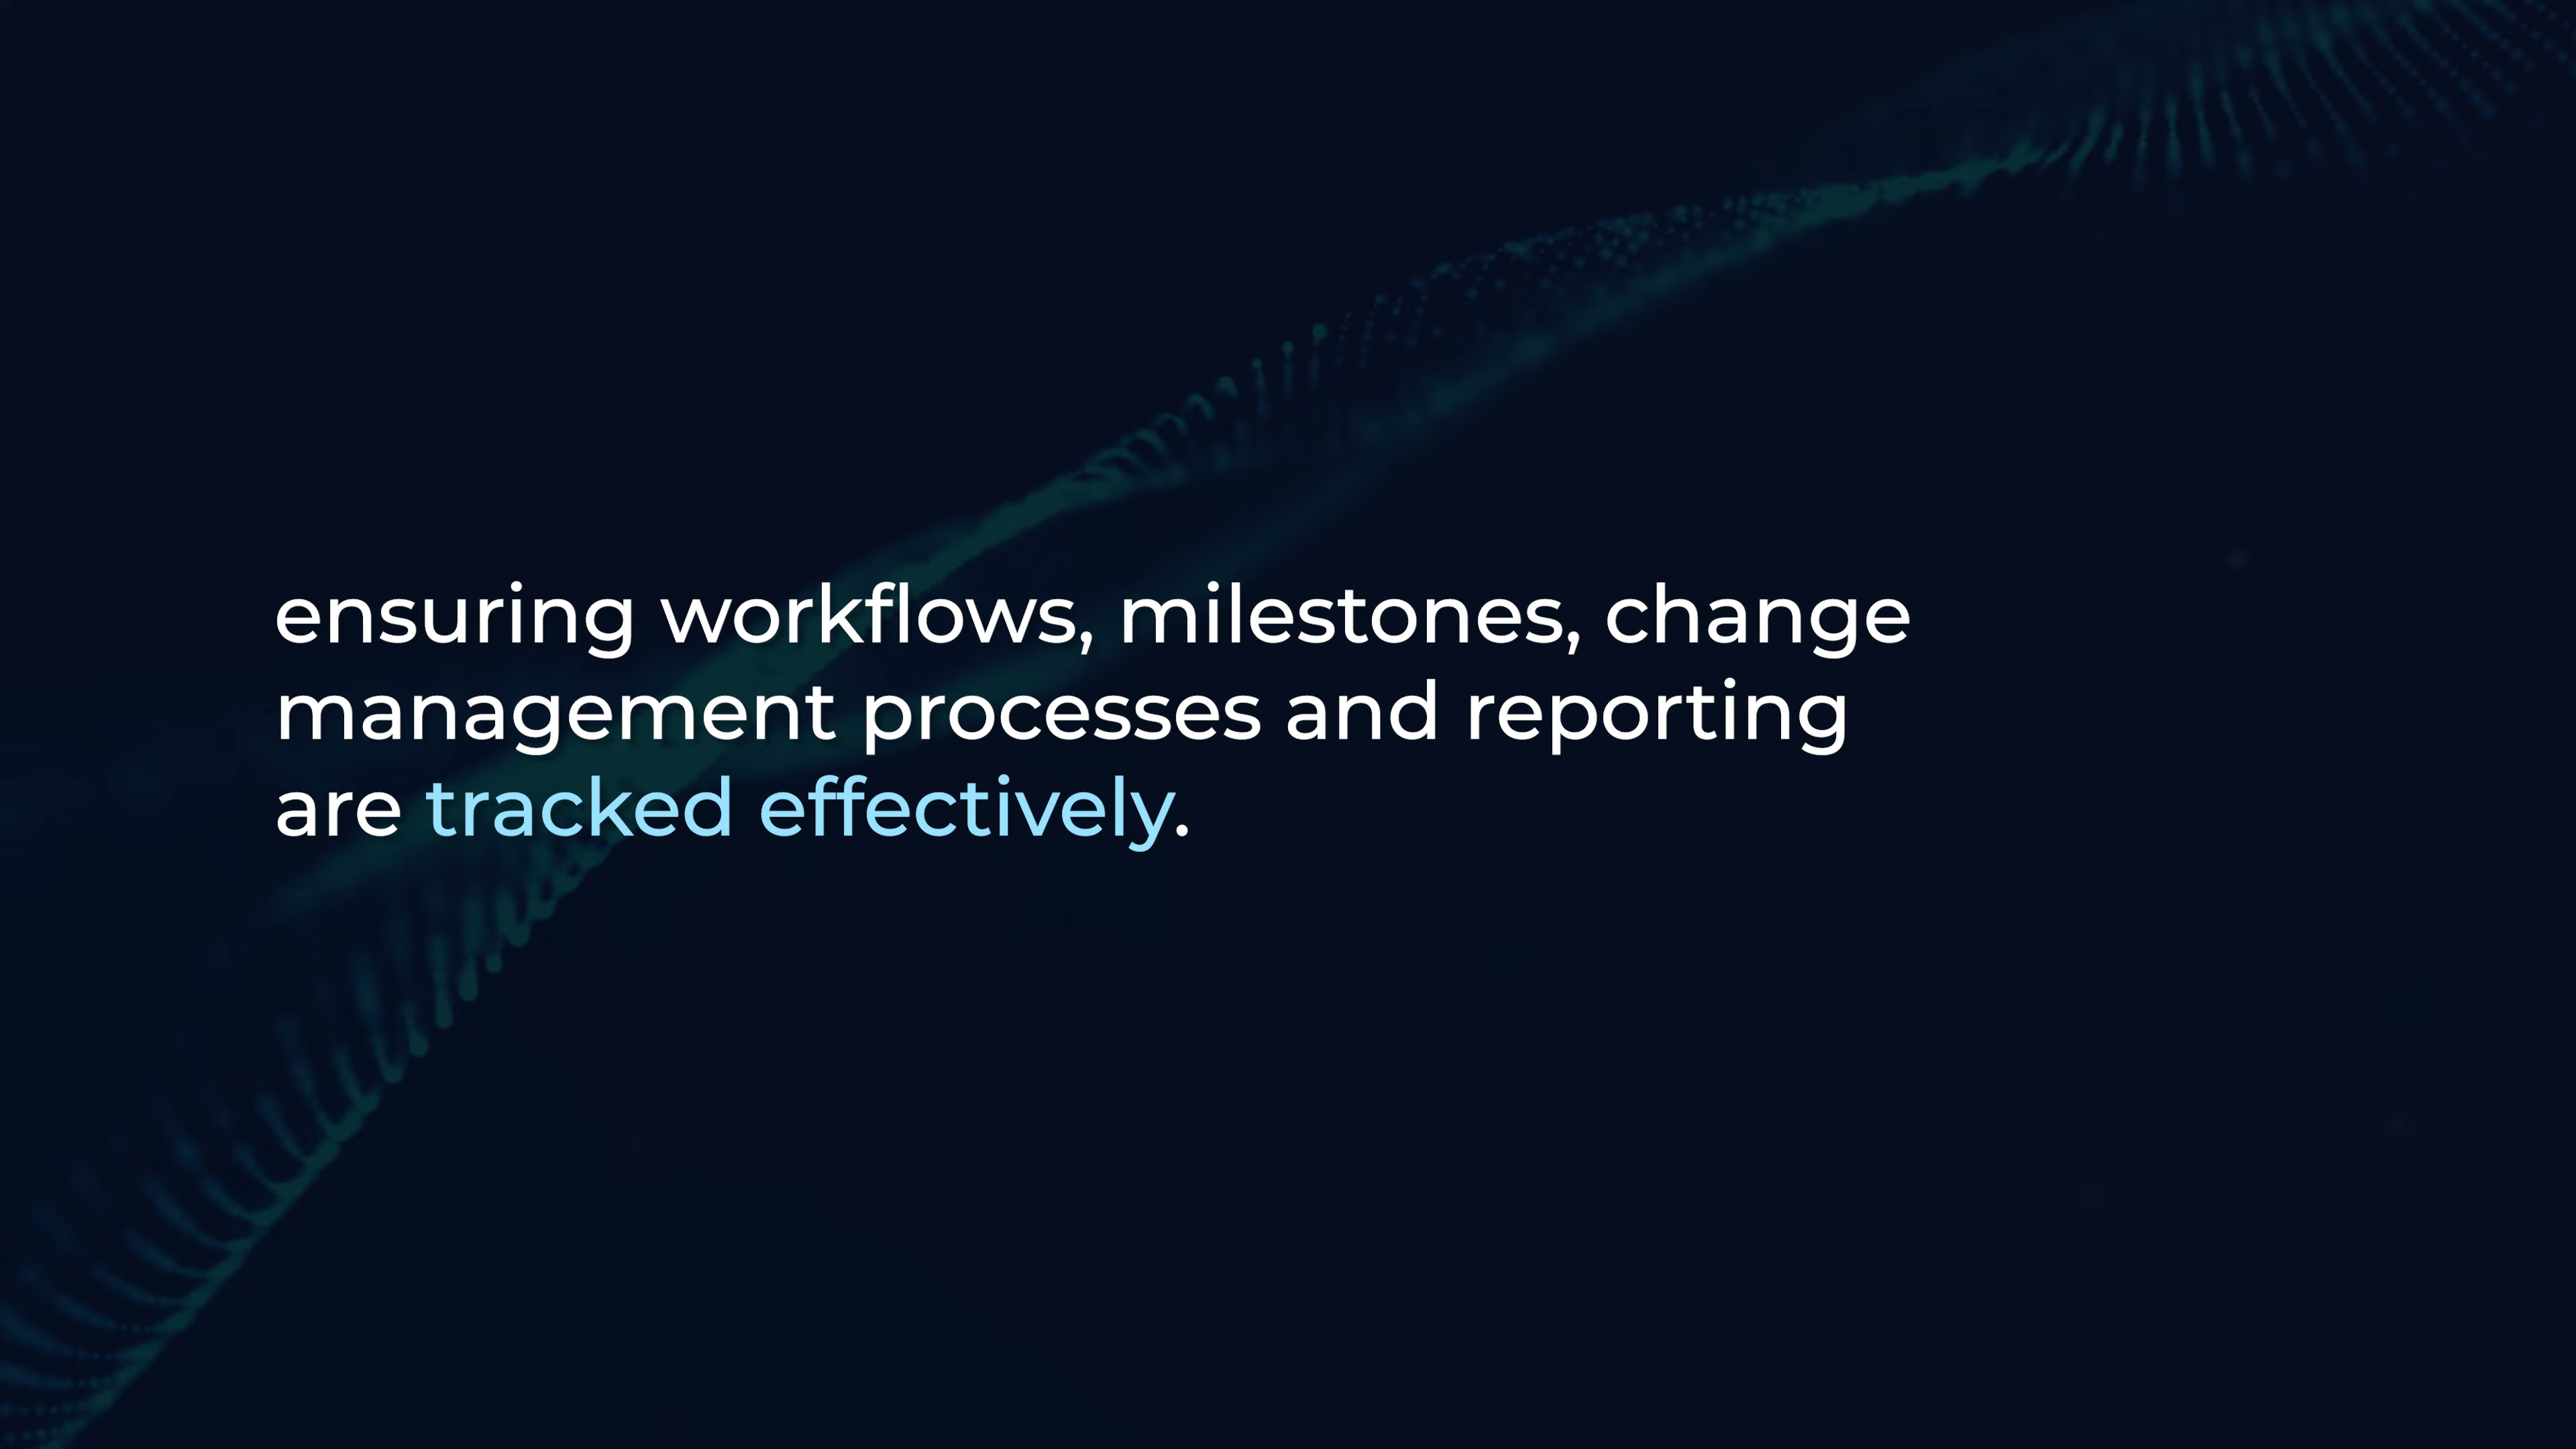 ensuring workflows, milestones, change
management processes and reporting
are tracked effectively.